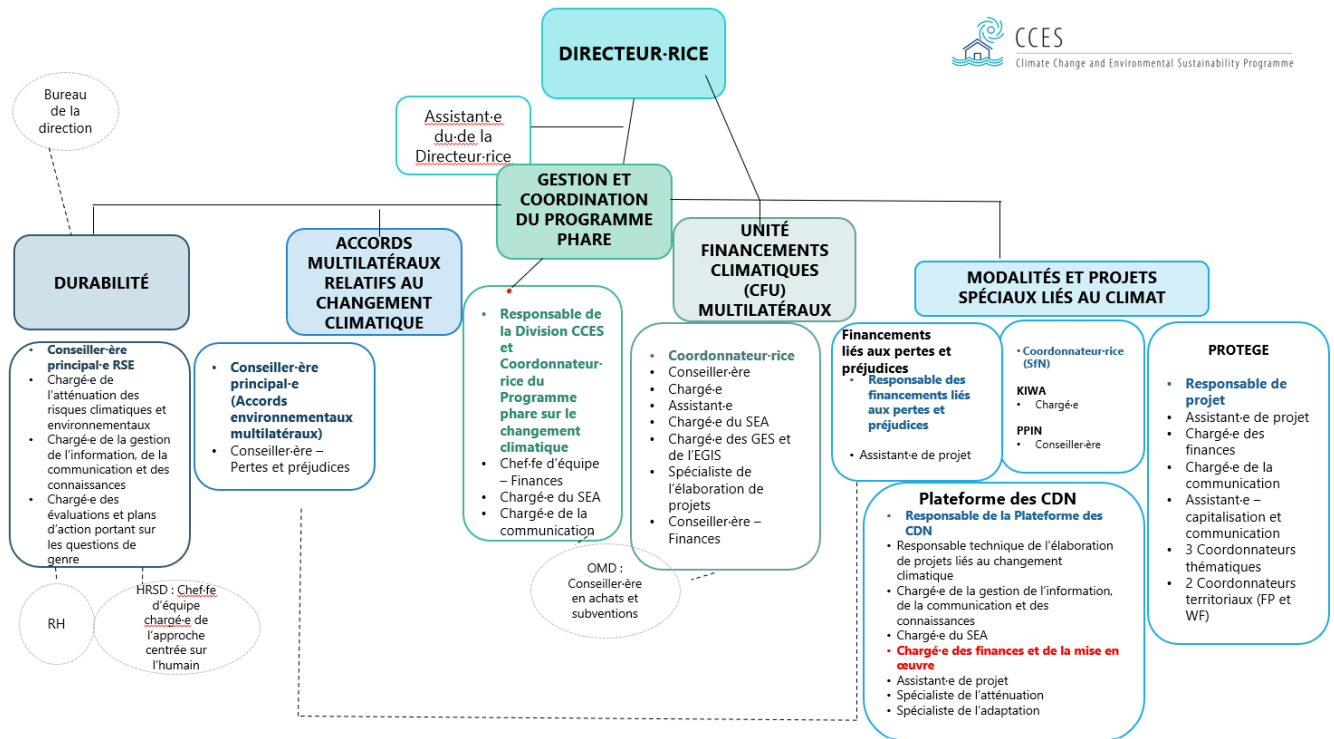 DIRECTEUR·RICE
CCES
Climate Change and Environmental Sustainability Programme
Bureau
de la
direction
Assistant·e
du·de la
Directeur·rice
GESTION ET
COORDINATION
DU PROGRAMME
PHARE
DURABILITÉ
ACCORDS
MULTILATÉRAUX
RELATIFS AU
CHANGEMENT
CLIMATIQUE
UNITÉ
FINANCEMENTS
CLIMATIQUES
(CFU)
MULTILATÉRAUX
MODALITÉS ET PROJETS
SPÉCIAUX LIÉS AU CLIMAT
• Conseiller·ère
principal·e RSE
• Chargé·e de
l'atténuation des
risques climatiques et
environnementaux
• Chargé·e de la gestion
de l'information, de la
communication et des
connaissances
• Chargé·e des
évaluations et plans
d'action portant sur
les questions de
genre
• Conseiller·ère
principal·e
(Accords
environnementaux
multilatéraux)
• Conseiller·ère –
Pertes et préjudices
• Responsable de
la Division CCES
et
Coordonnateur·
rice du
Programme
phare sur le
changement
climatique
• Chef·fe d'équipe
– Finances
• Chargé·e du SEA
• Chargé·e de la
communication
• Coordonnateur·rice
• Conseiller·ère
• Chargé·e
• Assistant·e
• Chargé·e du SEA
• Chargé·e des GES et
de l'EGIS
• Spécialiste de
l'élaboration de
projets
• Conseiller·ère –
Finances
Financements
liés aux pertes et
préjudices
• Responsable des
financements liés
aux pertes et
préjudices
• Assistant·e de projet
• Coordonnateur·rice
(SfN)
KIWA
• Chargé·e
PPIN
• Conseiller·ère
PROTEGE
• Responsable de
projet
• Assistant·e de projet
• Chargé·e des
finances
• Chargé·e de la
communication
• Assistant·e –
capitalisation et
communication
• 3 Coordonnateurs
thématiques
• 2 Coordonnateurs
territoriaux (FP et
WF)
Plateforme des CDN
• Responsable de la Plateforme des
CDN
• Responsable technique de l'élaboration
de projets liés au changement
climatique
• Chargé·e de la gestion de l'information,
de la communication et des
connaissances
• Chargé·e du SEA
• Chargé·e des finances et de la mise en
œuvre
• Assistant·e de projet
• Spécialiste de l'atténuation
• Spécialiste de l'adaptation
OMD :
Conseiller·ère
en achats et
subventions
RH
HRSD : Chef·fe
d'équipe
chargé·e de
l'approche
centrée sur
l'humain